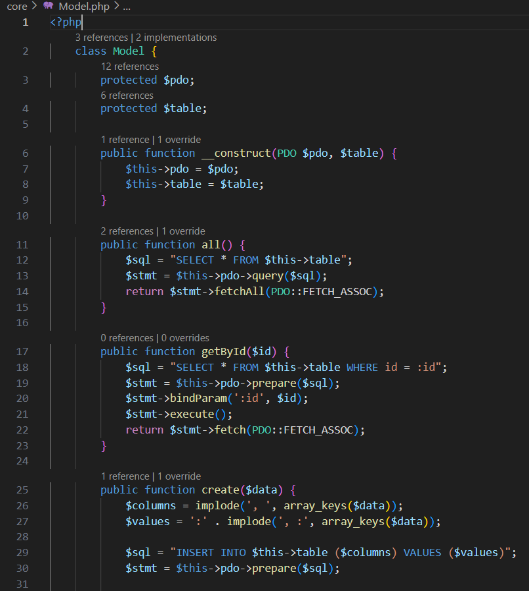 core > Model.php > ...
1 <?php
3 references | 2 implementations
2 class Model {
12 references
3 protected $pdo;
6 references
4 protected $table;
5
1 reference | 1 override
6 public function __construct(PDO $pdo, $table) {
7 $this->pdo = $pdo;
8 $this->table = $table;
9 }
10
2 references | 1 override
11 public function all() {
12 $sql = "SELECT * FROM $this->table";
13 $stmt = $this->pdo->query($sql);
14 return $stmt->fetchAll(PDO::FETCH_ASSOC);
15 }
16
0 references | 0 overrides
17 public function getById($id) {
18 $sql = "SELECT * FROM $this->table WHERE id = :id";
19 $stmt = $this->pdo->prepare($sql);
20 $stmt->bindParam(':id', $id);
21 $stmt->execute();
22 return $stmt->fetch(PDO::FETCH_ASSOC);
23 }
24
1 reference | 1 override
25 public function create($data) {
26 $columns = implode(', ', array_keys($data));
27 $values = ':' . implode(', :', array_keys($data));
28
29 $sql = "INSERT INTO $this->table ($columns) VALUES ($values)";
30 $stmt = $this->pdo->prepare($sql);
31